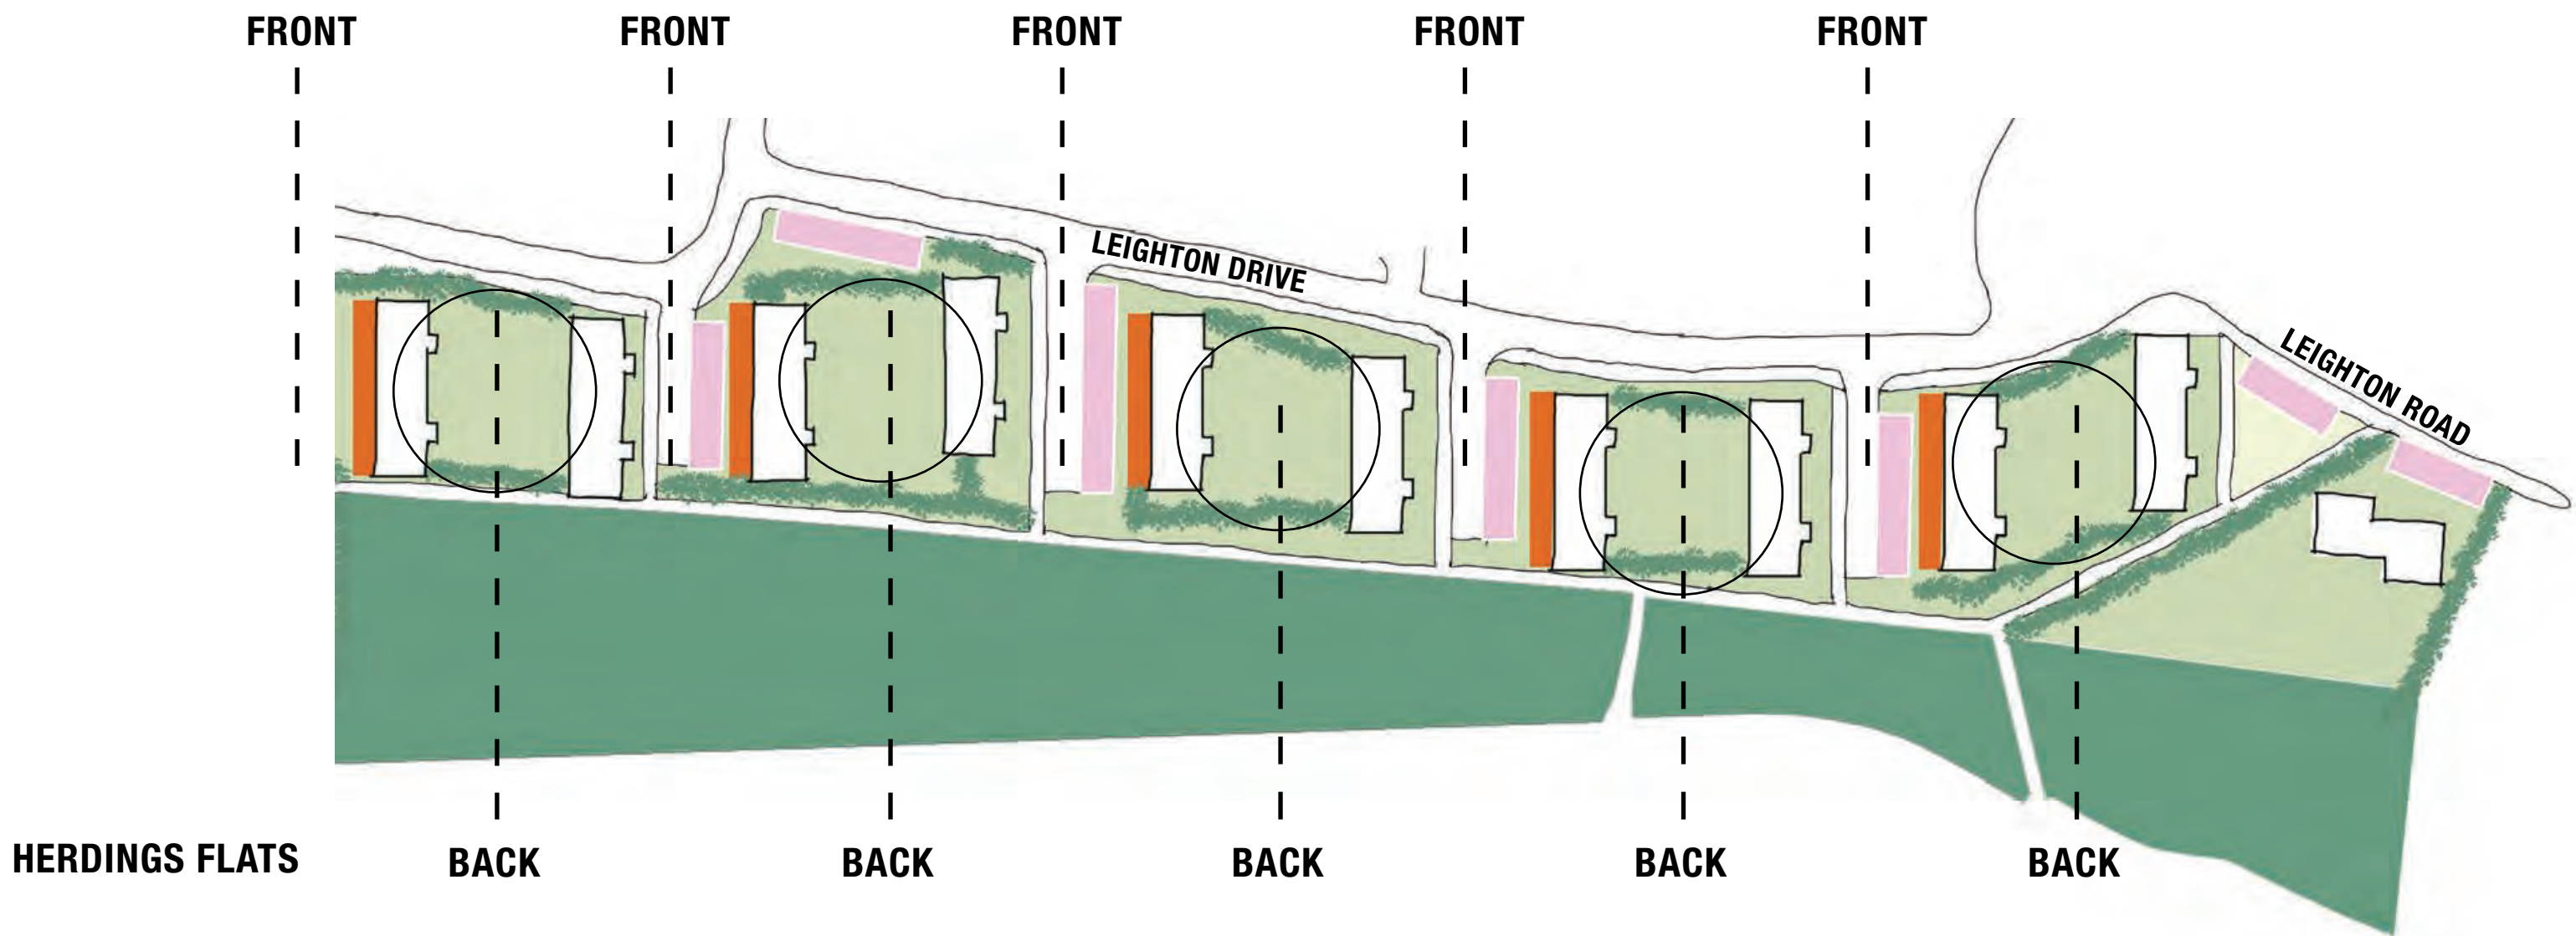 FRONT FRONT FRONT FRONT FRONT
LEIGHTON DRIVE
LEIGHTON ROAD
HERDINGS FLATS
BACK BACK BACK BACK BACK